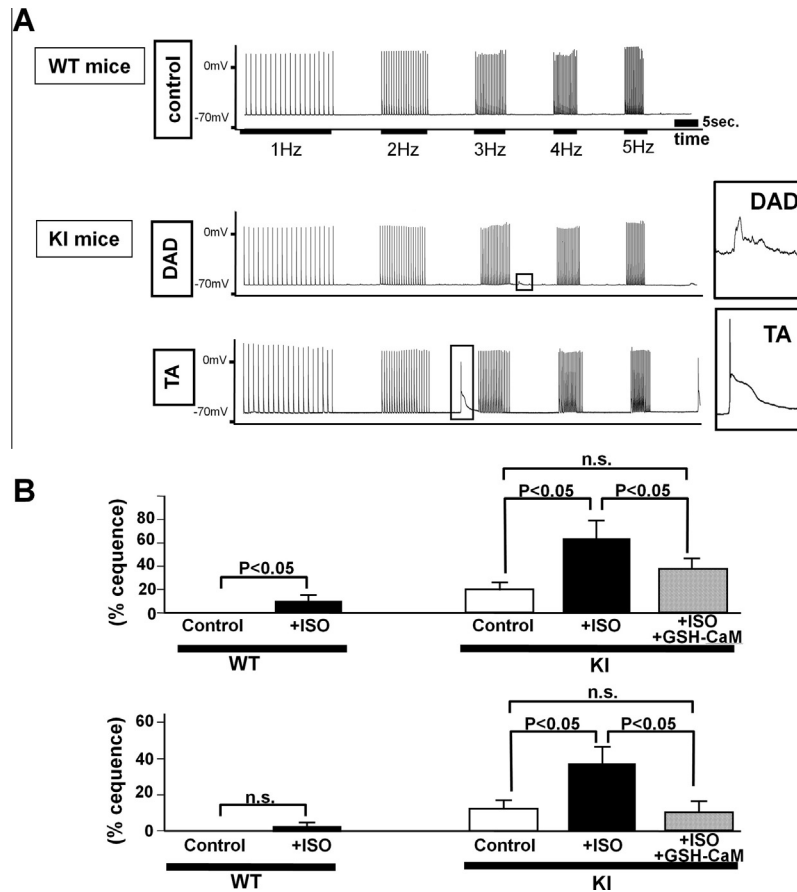 A
WT mice
control
0mV
-70mV
1Hz
2Hz
3Hz
4Hz
5Hz
5sec.
time
KI mice
DAD
0mV
-70mV
DAD
TA
0mV
-70mV
TA
B
(% cequence)
80
60
40
20
0
P<0.05
n.s.
P<0.05
P<0.05
Control
+ISO
Control
+ISO
+ISO
+GSH-CaM
WT
KI
(% cequence)
60
40
20
0
n.s.
n.s.
P<0.05
P<0.05
Control
+ISO
Control
+ISO
+ISO
+GSH-CaM
WT
KI